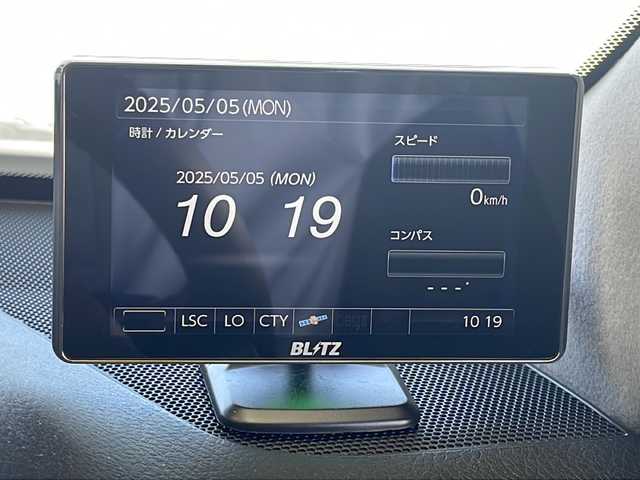 2025/05/05(MON)
時計 / カレンダー
スピード
2025/05/05 (MON)
10 19
0km/h
コンパス
---°
LSC LO CTY 10 19
BLITZ